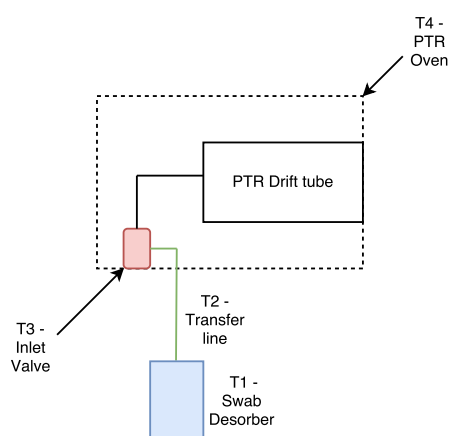 T4 -
PTR
Oven
PTR Drift tube
T2 -
Transfer
line
T3 -
Inlet
Valve
T1 -
Swab
Desorber